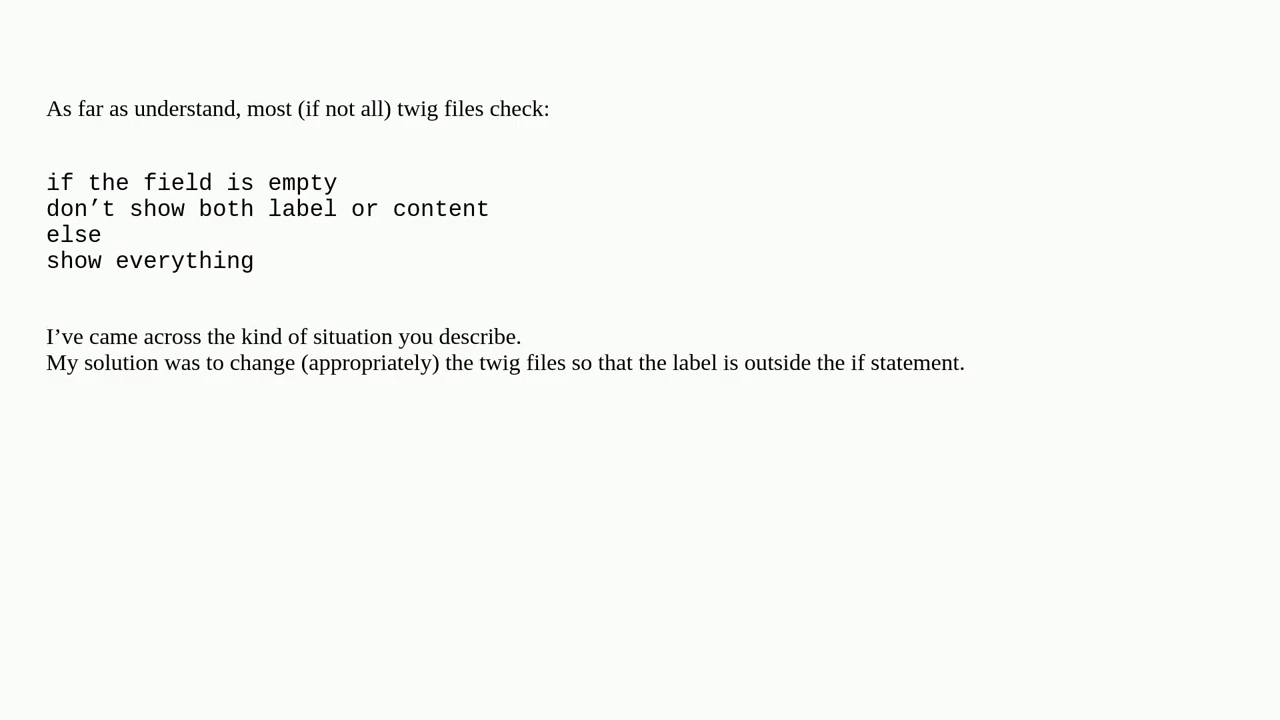 As far as understand, most (if not all) twig files check:
if the field is empty
don’t show both label or content
else
show everything
I’ve came across the kind of situation you describe.
My solution was to change (appropriately) the twig files so that the label is outside the if statement.